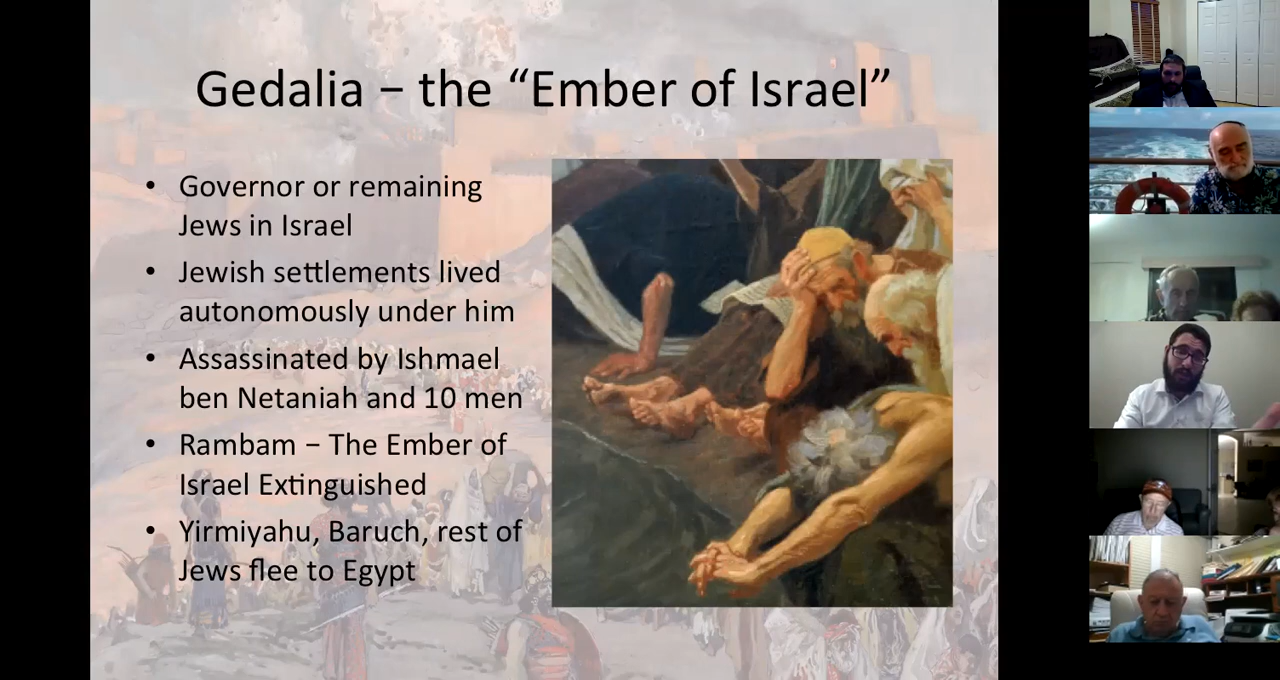 Gedalia – the “Ember of Israel”
• Governor or remaining
Jews in Israel
• Jewish settlements lived
autonomously under him
• Assassinated by Ishmael
ben Netaniah and 10 men
• Rambam – The Ember of
Israel Extinguished
• Yirmiyahu, Baruch, rest of
Jews flee to Egypt